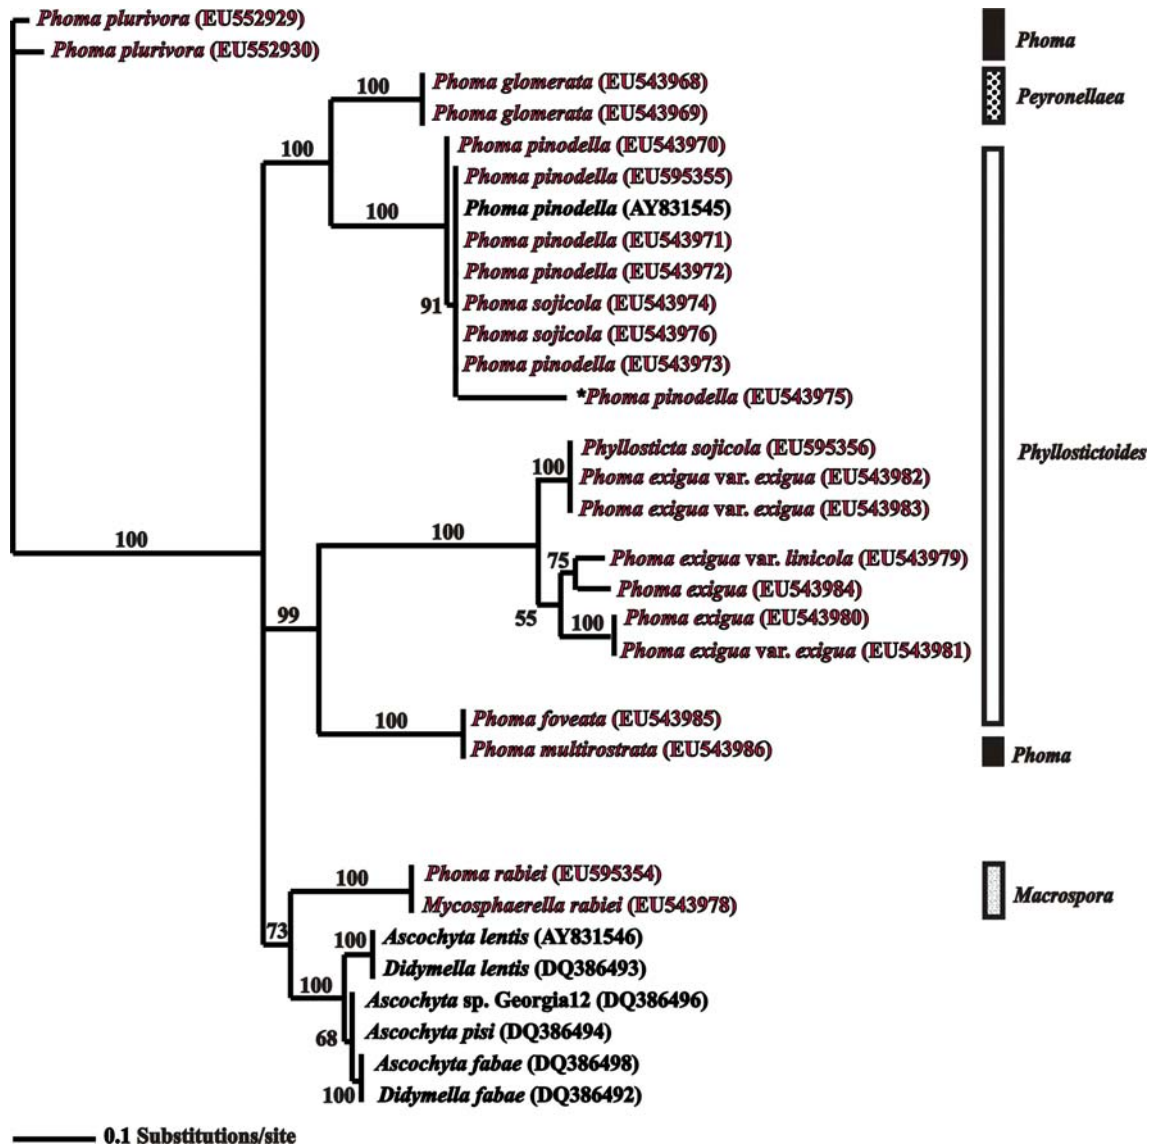 Phoma plurivora (EU552929)
Phoma plurivora (EU552930)
Phoma
100
Phoma glomerata (EU543968)
Peyronellaea
Phoma glomerata (EU543969)
100
Phoma pinodella (EU543970)
Phoma pinodella (EU595355)
100
Phoma pinodella (AY831545)
Phoma pinodella (EU543971)
Phoma pinodella (EU543972)
91
Phoma sojicola (EU543974)
Phoma sojicola (EU543976)
Phoma pinodella (EU543973)
*Phoma pinodella (EU543975)
Phyllosticta sojicola (EU595356)
Phyllostictoides
100
Phoma exigua var. exigua (EU543982)
Phoma exigua var. exigua (EU543983)
100
100
75
Phoma exigua var. linicola (EU543979)
Phoma exigua (EU543984)
99
55
100
Phoma exigua (EU543980)
Phoma exigua var. exigua (EU543981)
100
Phoma foveata (EU543985)
Phoma multirostrata (EU543986)
Phoma
100
Phoma rabiei (EU595354)
Mycosphaerella rabiei (EU543978)
Macrospora
73
100
Ascochyta lentis (AY831546)
Didymella lentis (DQ386493)
100
Ascochyta sp. Georgia12 (DQ386496)
68
Ascochyta pisi (DQ386494)
Ascochyta fabae (DQ386498)
100
Didymella fabae (DQ386492)
0.1 Substitutions/site